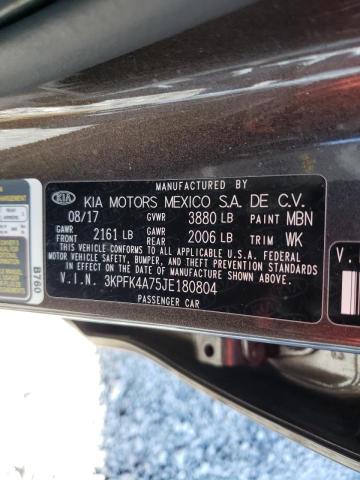 KIA KIA MOTORS MEXICO S.A. DE C.V.
08/17 GVWR 3880 LB PAINT MBN
GAWR FRONT 2161 LB GAWR REAR 2006 LB TRIM WK
THIS VEHICLE CONFORMS TO ALL APPLICABLE U.S.A. FEDERAL
MOTOR VEHICLE SAFETY, BUMPER, AND THEFT PREVENTION STANDARDS
IN EFFECT ON THE DATE OF MANUFACTURE SHOWN ABOVE.
V.I.N. 3KPFK4A75JE180804
PASSENGER CAR
B760
V.